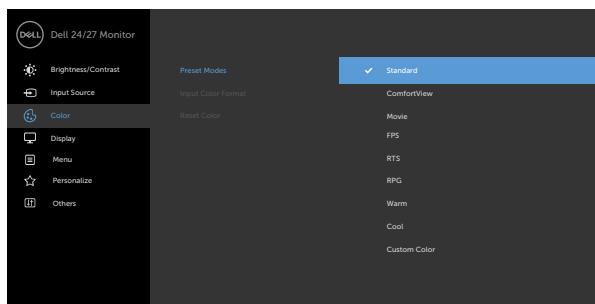 DELL Dell 24/27 Monitor
Brightness/Contrast
Input Source
Color
Display
Menu
Personalize
Others
Preset Modes
Input Color Format
Reset Color
Standard
ComfortView
Movie
FPS
RTS
RPG
Warm
Cool
Custom Color